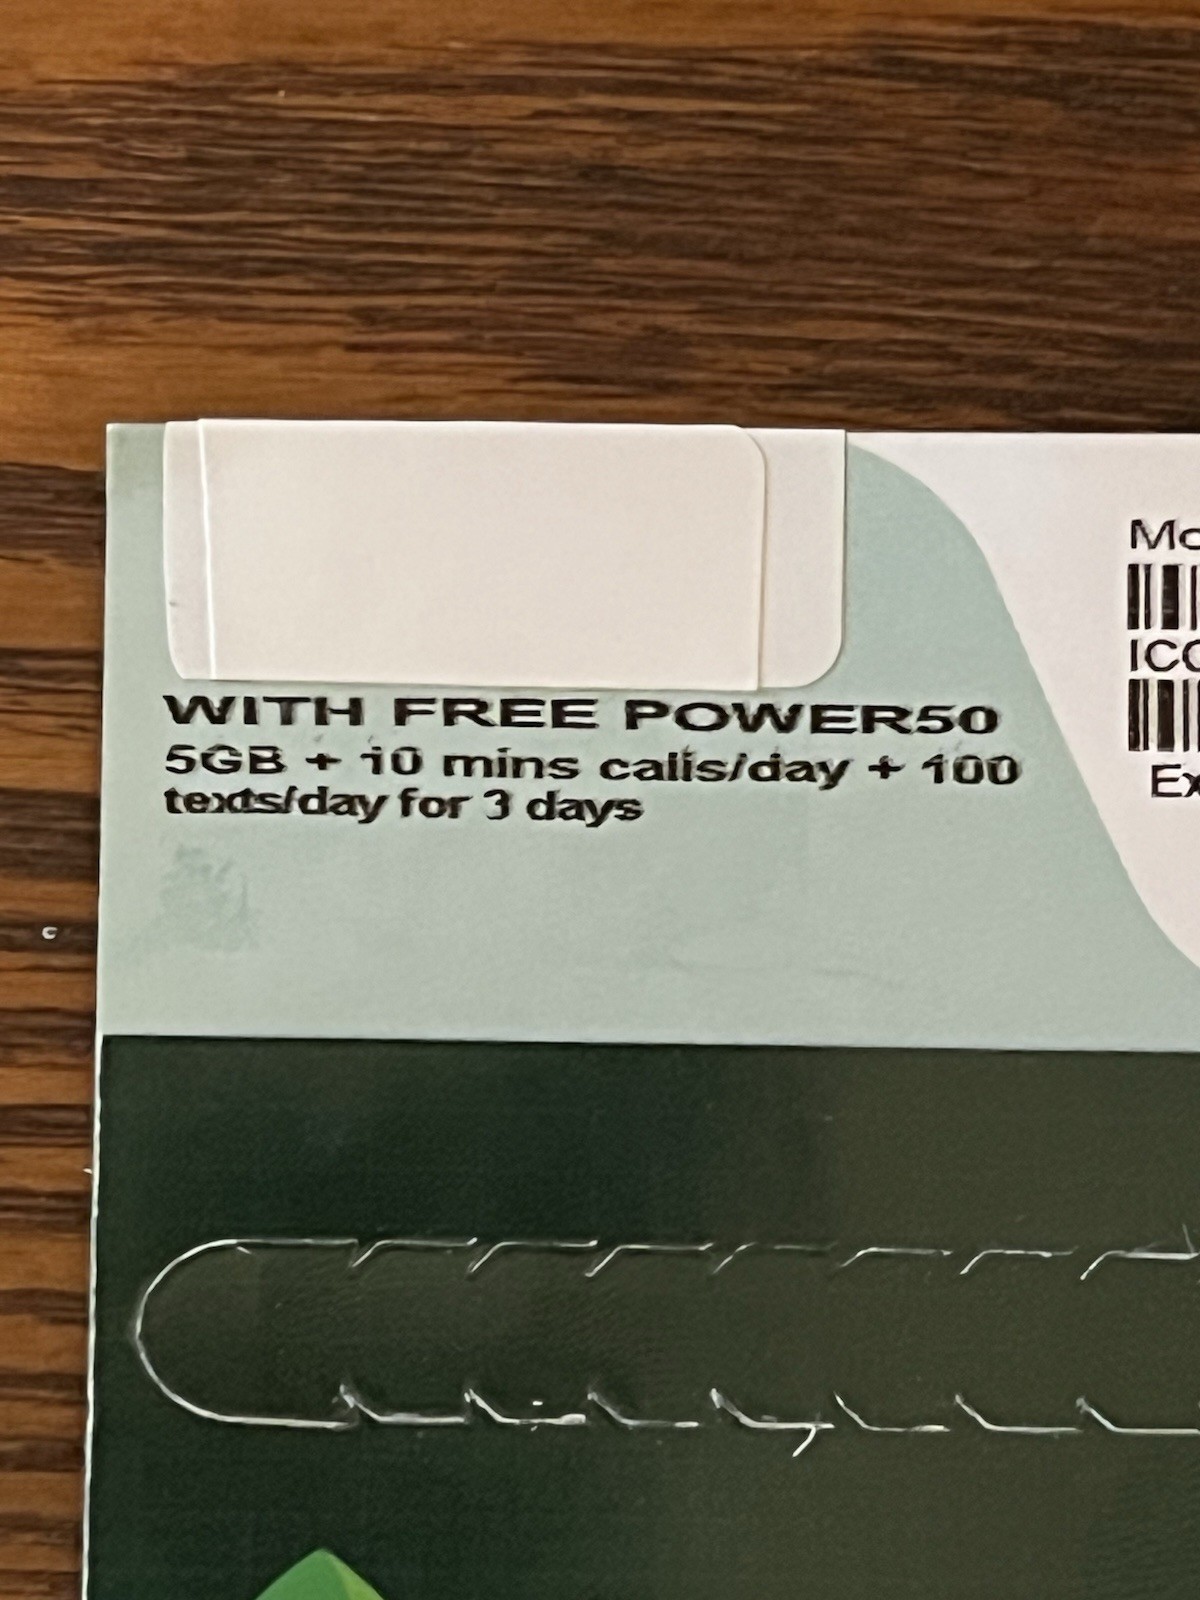 WITH FREE POWER50
5GB + 10 mins calls/day + 100
texts/day for 3 days